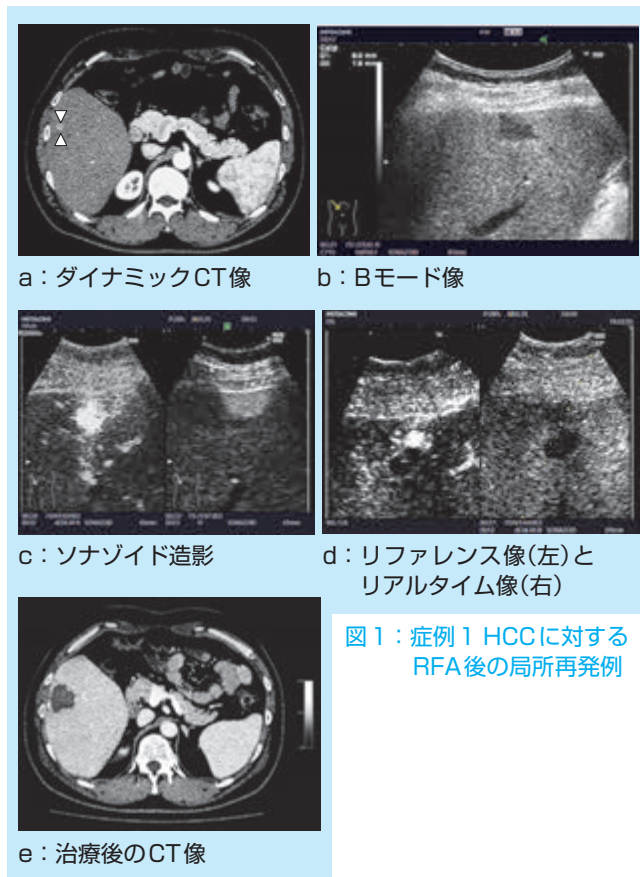 a：ダイナミックCT像
b：Bモード像
c：ソナゾイド造影
d：リファレンス像(左)と
リアルタイム像(右)
図1：症例1 HCCに対する
RFA後の局所再発例
e：治療後のCT像